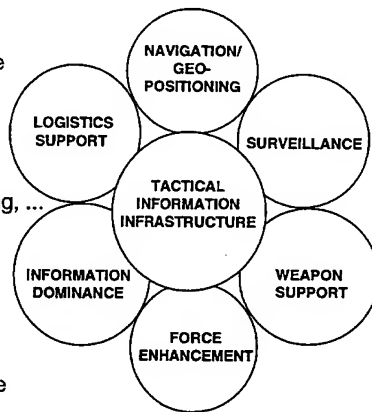 NAVIGATION/
GEO-
POSITIONING
LOGISTICS
SUPPORT
SURVEILLANCE
TACTICAL
INFORMATION
INFRASTRUCTURE
g, ...
INFORMATION
DOMINANCE
WEAPON
SUPPORT
FORCE
ENHANCEMENT